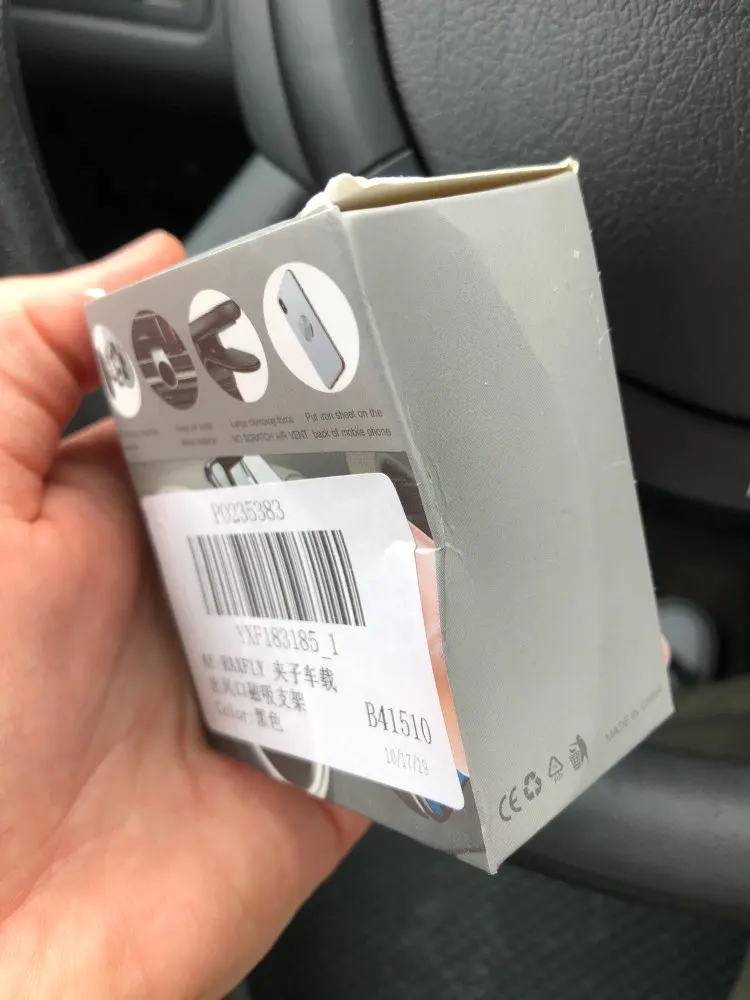 Large clamping force
NO SCRATCH AIR VENT
Put iron sheet on the
back of mobile phone
PO235383
YXF183185_1
RAXFLY 夹子车载
出风口磁吸支架
Color:黑色
B41510
10/17/19
CE
MADE IN CHINA